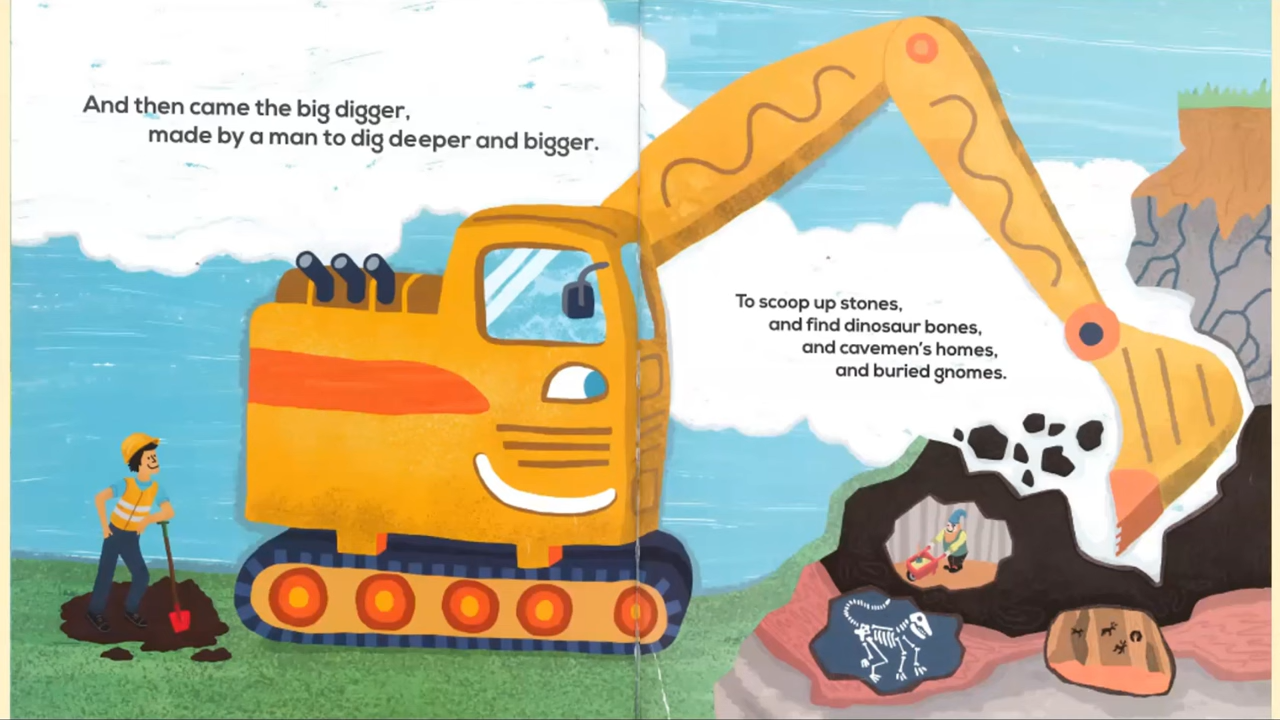 And then came the big digger,
made by a man to dig deeper and bigger.
To scoop up stones,
and find dinosaur bones,
and cavemen's homes,
and buried gnomes.